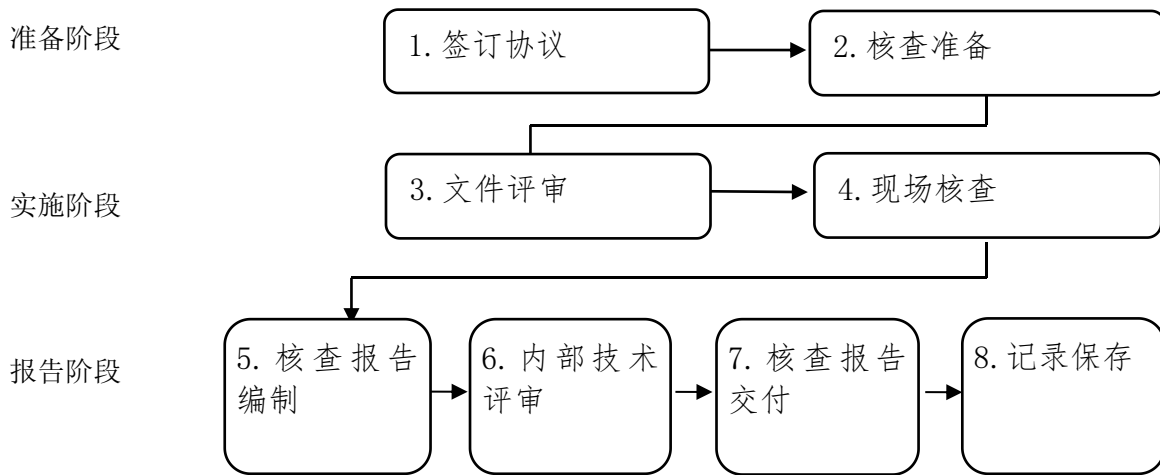 准备阶段
1.签订协议
2.核查准备
实施阶段
3.文件评审
4.现场核查
报告阶段
5.核查报告
编制
6.内部技术
评审
7.核查报告
交付
8.记录保存